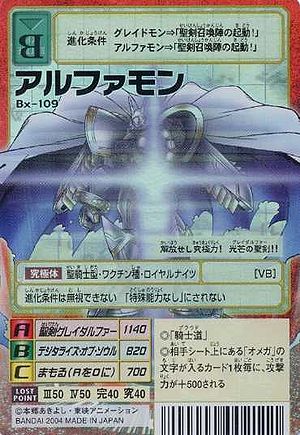 B
進化条件
グレイドモン⇒「聖剣召喚陣の起動!」
アルファモン⇒「聖剣召喚陣の起動!」
アルファモン
Bx-109
解放せし究極力! 光芒の聖剣!!
究極体 聖騎士型・ワクチン種・ロイヤルナイツ [VB]
進化条件は無視できない 「特殊能力なし」にされない
A 聖剣グレイダルファー 1140
B デジタライズ・オブ・ソウル 820
C まもる(Aを0に) 700
◎「騎士道」
◎相手シート上にある「オメガ」の
文字が入るカード1枚毎に、攻撃
力が+500される
LOST POINT Ⅲ50 Ⅳ50 完40 究40
©本郷あきよし・東映アニメーション
BANDAI 2004 MADE IN JAPAN